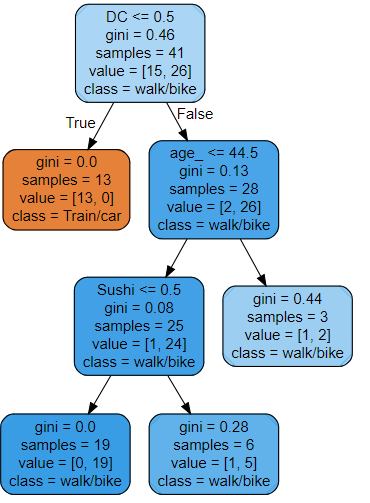 DC <= 0.5
gini = 0.46
samples = 41
value = [15, 26]
class = walk/bike
True
False
gini = 0.0
samples = 13
value = [13, 0]
class = Train/car
age_ <= 44.5
gini = 0.13
samples = 28
value = [2, 26]
class = walk/bike
Sushi <= 0.5
gini = 0.08
samples = 25
value = [1, 24]
class = walk/bike
gini = 0.44
samples = 3
value = [1, 2]
class = walk/bike
gini = 0.0
samples = 19
value = [0, 19]
class = walk/bike
gini = 0.28
samples = 6
value = [1, 5]
class = walk/bike